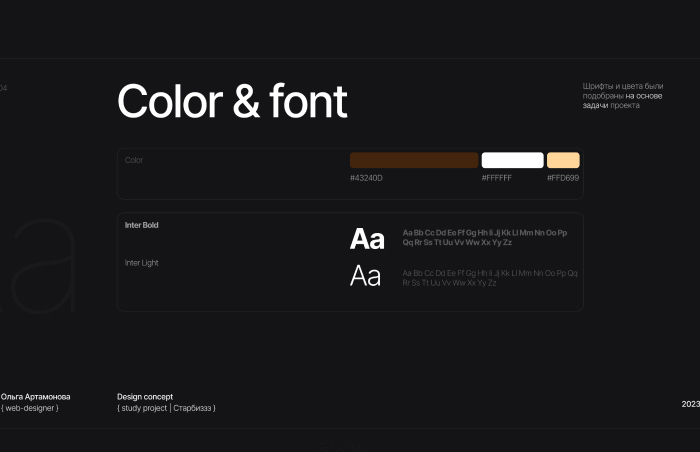 04
Color & font
Шрифты и цвета были
подобраны на основе
задачи проекта
Color
#43240D
#FFFFFF
#FFD699
Inter Bold
Aa
Aa Bb Cc Dd Ee Ff Gg Hh Ii Jj Kk Ll Mm Nn Oo Pp
Qq Rr Ss Tt Uu Vv Ww Xx Yy Zz
Inter Light
Aa
Aa Bb Cc Dd Ee Ff Gg Hh Ii Jj Kk Ll Mm Nn Oo Pp Qq
Rr Ss Tt Uu Vv Ww Xx Yy Zz
a
Ольга Артамонова
{ web-designer }
Design concept
{ study project | Старбиззз }
2023